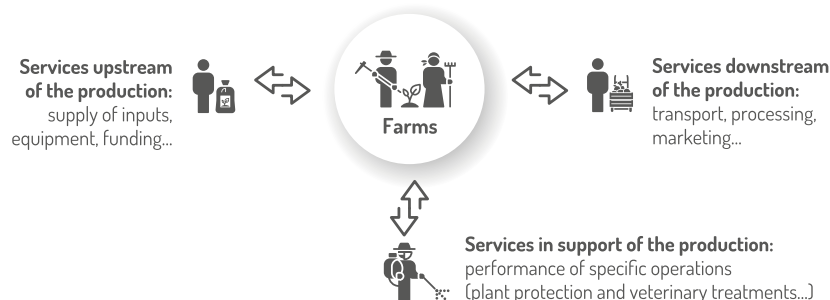 Services upstream
of the production:
supply of inputs,
equipment, funding...
Farms
Services downstream
of the production:
transport, processing,
marketing...
Services in support of the production:
performance of specific operations
(plant protection and veterinary treatments...)